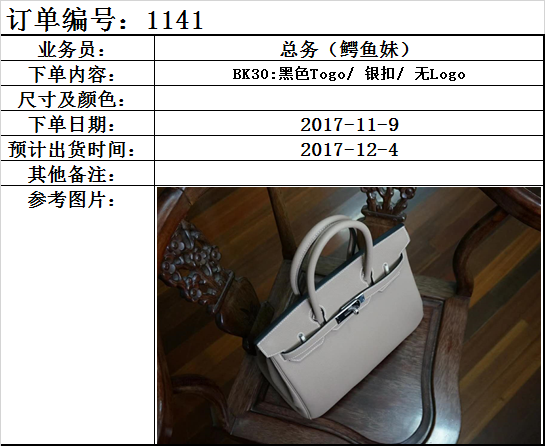 订单编号：1141
业务员： 总务（鳄鱼妹）
下单内容： BK30:黑色Togo/ 银扣/ 无Logo
尺寸及颜色：
下单日期： 2017-11-9
预计出货时间： 2017-12-4
其他备注：
参考图片：